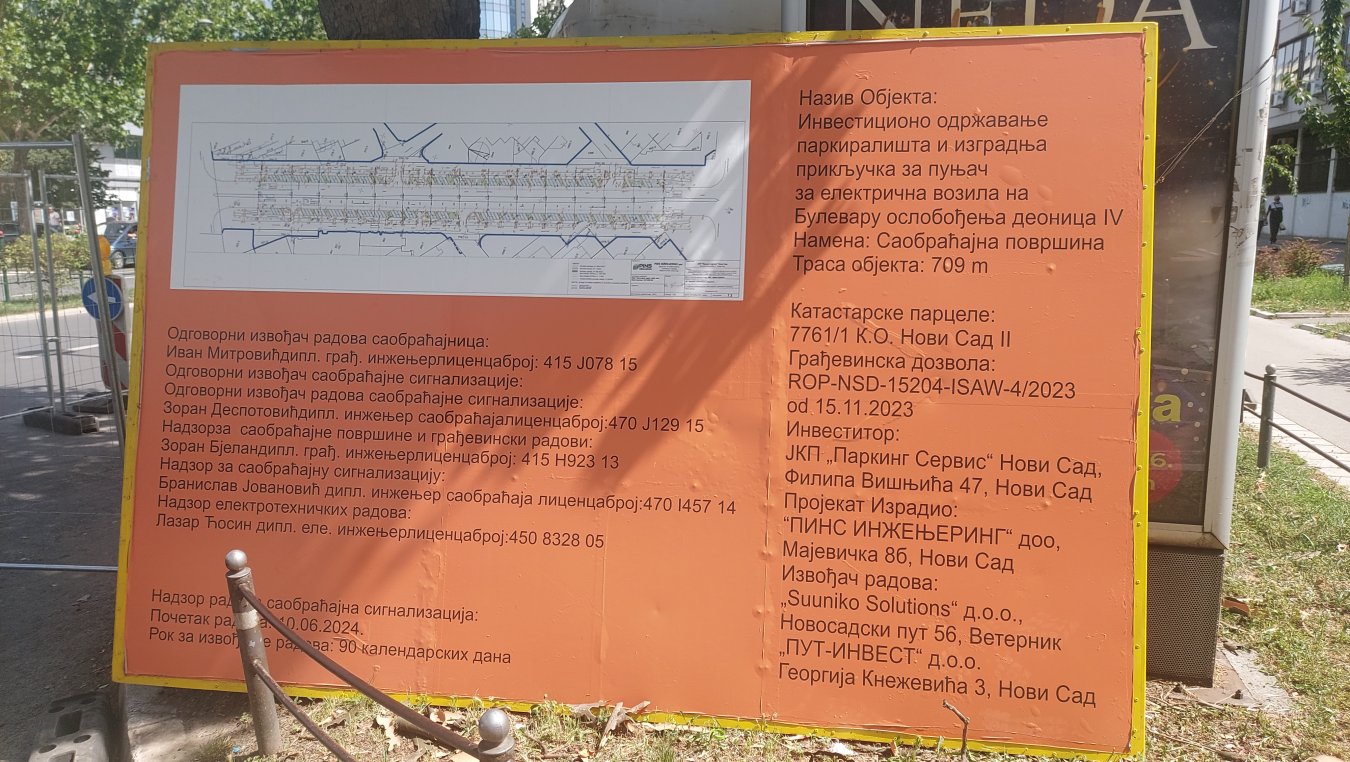 NELDA
Назив Објекта:
Инвестиционо одржавање
паркиралишта и изградња
прикључка за пуњач
за електрична возила на
Булевару ослобођења деоница IV
Намена: Саобраћајна површина
Траса објекта: 709 m
Катастарске парцеле:
7761/1 К.О. Нови Сад II
Грађевинска дозвола:
ROP-NSD-15204-ISAW-4/2023
od 15.11.2023
Инвеститор:
ЈКП „Паркинг Сервис“ Нови Сад,
Филипа Вишњића 47, Нови Сад
Пројекат Израдио:
“ПИНС ИНЖЕЊЕРИНГ“ доо,
Мајевичка 8б, Нови Сад
Извођач радова:
„Suuniko Solutions“ д.о.о.,
Новосадски пут 56, Ветерник
„ПУТ-ИНВЕСТ“ д.о.о.
Георгија Кнежевића 3, Нови Сад
Одговорни извођач радова саобраћајница:
Иван Митровићдипл. грађ. инжењерлиценцаброј: 415 Ј078 15
Одговорни извођач саобраћајне сигнализације:
Одговорни извођач радова саобраћајне сигнализације:
Зоран Деспотовићдипл. инжењер саобраћајалиценцаброј:470 Ј129 15
Надзорза саобраћајне површине и грађевински радови:
Зоран Бјеландипл. грађ. инжењерлиценцаброј: 415 Н923 13
Надзор за саобраћајну сигнализацију:
Бранислав Јовановић дипл. инжењер саобраћаја лиценцаброј:470 I457 14
Надзор електротехничких радова:
Лазар Ћосин дипл. еле. инжењерлиценцаброј:450 8328 05
Надзор саобраћајна сигнализација:
Почетак 10.06.2024.
Рок за радова: 90 календарских дана